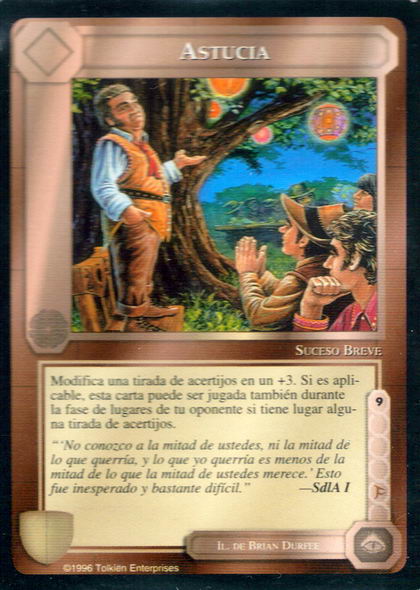 ASTUCIA
SUCESO BREVE
Modifica una tirada de acertijos en un +3. Si es apli-
cable, esta carta puede ser jugada también durante
la fase de lugares de tu oponente si tiene lugar algu-
na tirada de acertijos.
9
“‘No conozco a la mitad de ustedes, ni la mitad de
lo que querría, y lo que yo querría es menos de la
mitad de lo que la mitad de ustedes merece.’ Esto
fue inesperado y bastante difícil.” —SdlA I
IL. DE BRIAN DURFEE
©1996 Tolkien Enterprises